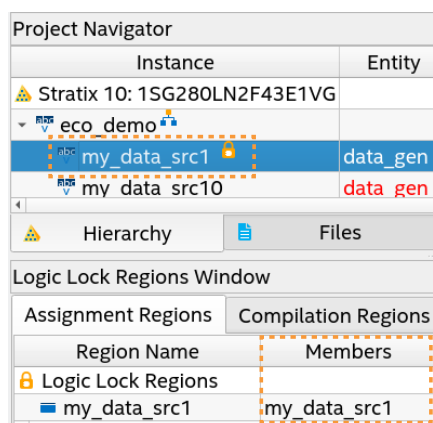 Project Navigator
Instance Entity
Stratix 10: 1SG280LN2F43E1VG
eco_demo
my_data_src1 data_gen
my_data_src10 data_gen
Hierarchy Files
Logic Lock Regions Window
Assignment Regions Compilation Regions
Region Name Members
Logic Lock Regions
my_data_src1 my_data_src1